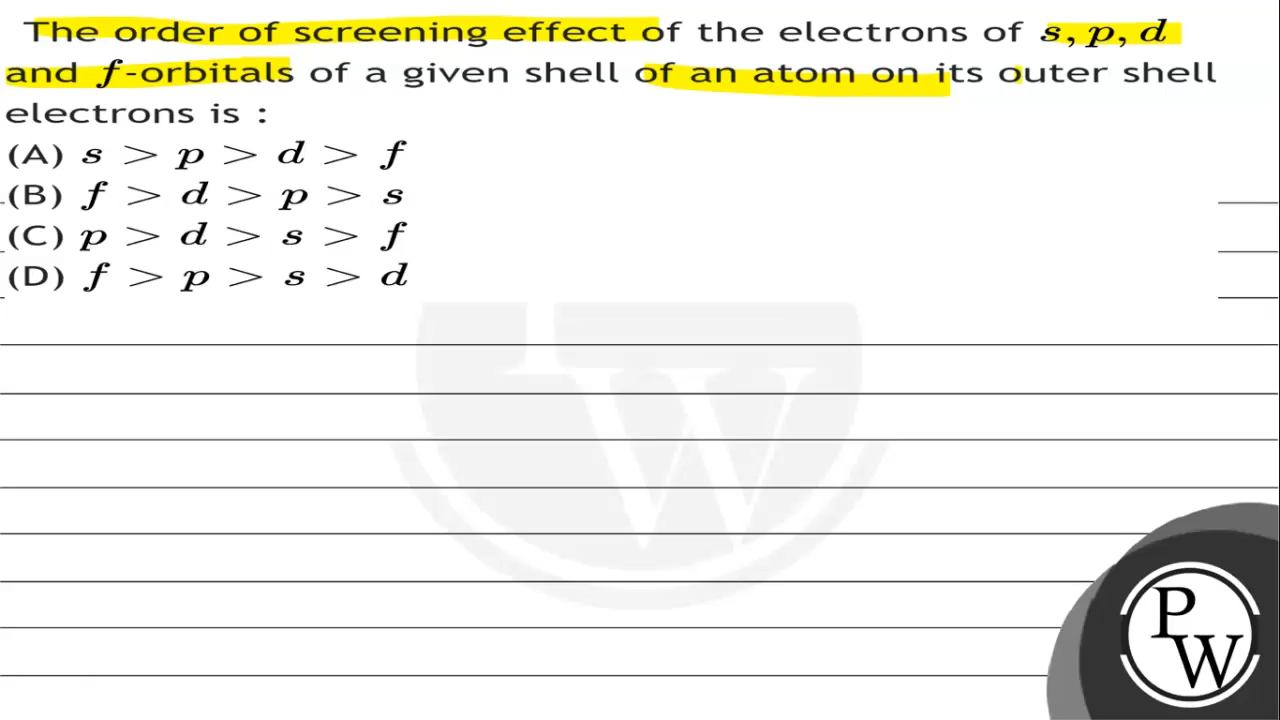 The order of screening effect of the electrons of s, p, d
and f-orbitals of a given shell of an atom on its outer shell
electrons is :
(A) s > p > d > f
(B) f > d > p > s
(C) p > d > s > f
(D) f > p > s > d
W
P
W